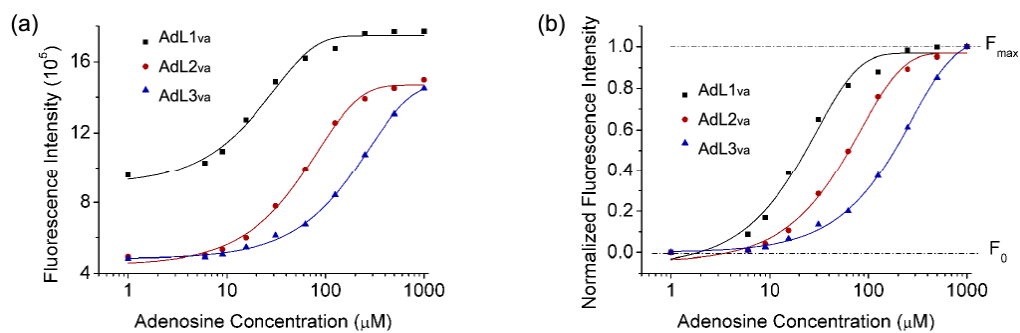 (a)
Fluorescence Intensity (10⁵)
16
12
8
4
AdL1va
AdL2va
AdL3va
1
10
100
1000
Adenosine Concentration (μM)
(b)
Normalized Fluorescence Intensity
1.0
0.8
0.6
0.4
0.2
0.0
AdL1va
AdL2va
AdL3va
Fmax
F0
1
10
100
1000
Adenosine Concentration (μM)